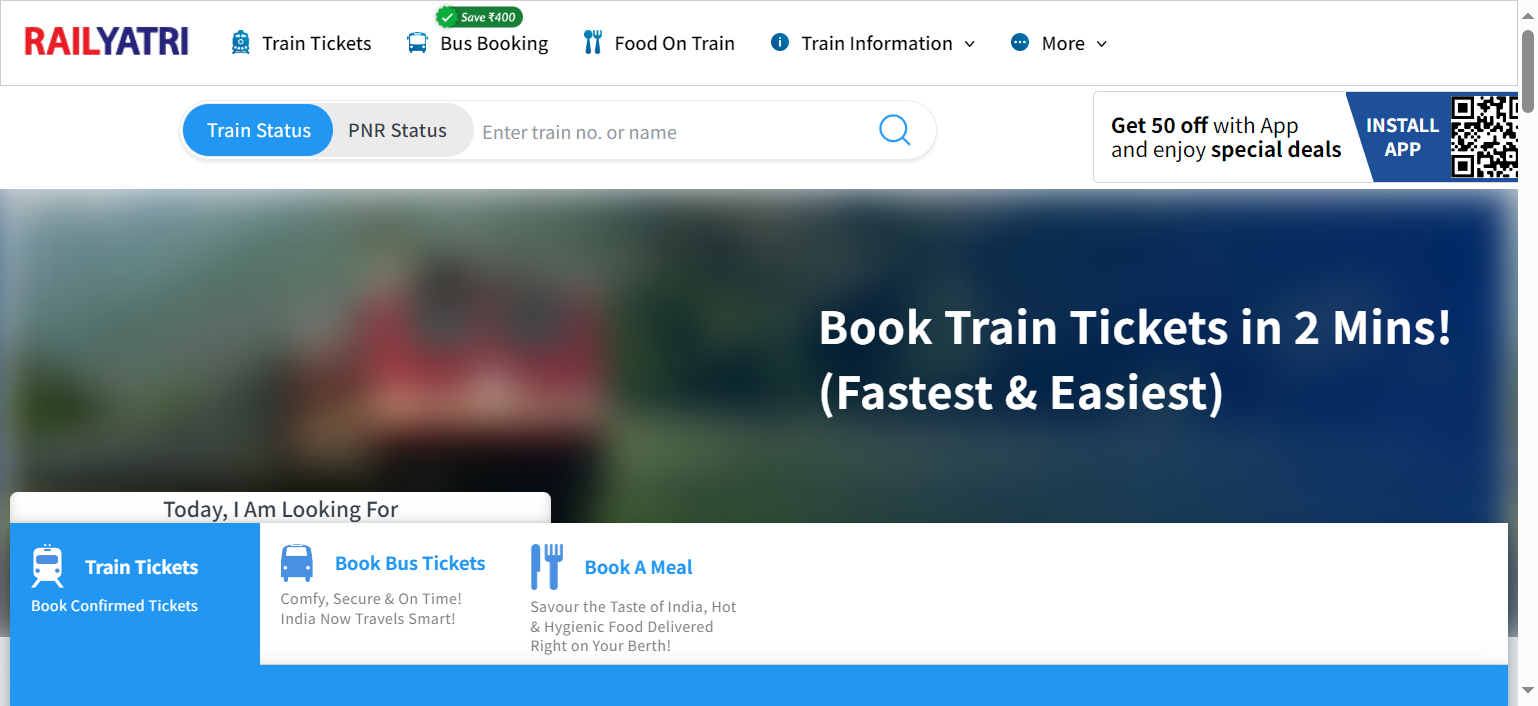 Save ₹400
RAILYATRI
Train Tickets
Bus Booking
Food On Train
Train Information
More
Train Status
PNR Status
Enter train no. or name
Get 50 off with App
and enjoy special deals
INSTALL
APP
Book Train Tickets in 2 Mins!
(Fastest & Easiest)
Today, I Am Looking For
Train Tickets
Book Confirmed Tickets
Book Bus Tickets
Comfy, Secure & On Time!
India Now Travels Smart!
Book A Meal
Savour the Taste of India, Hot
& Hygienic Food Delivered
Right on Your Berth!